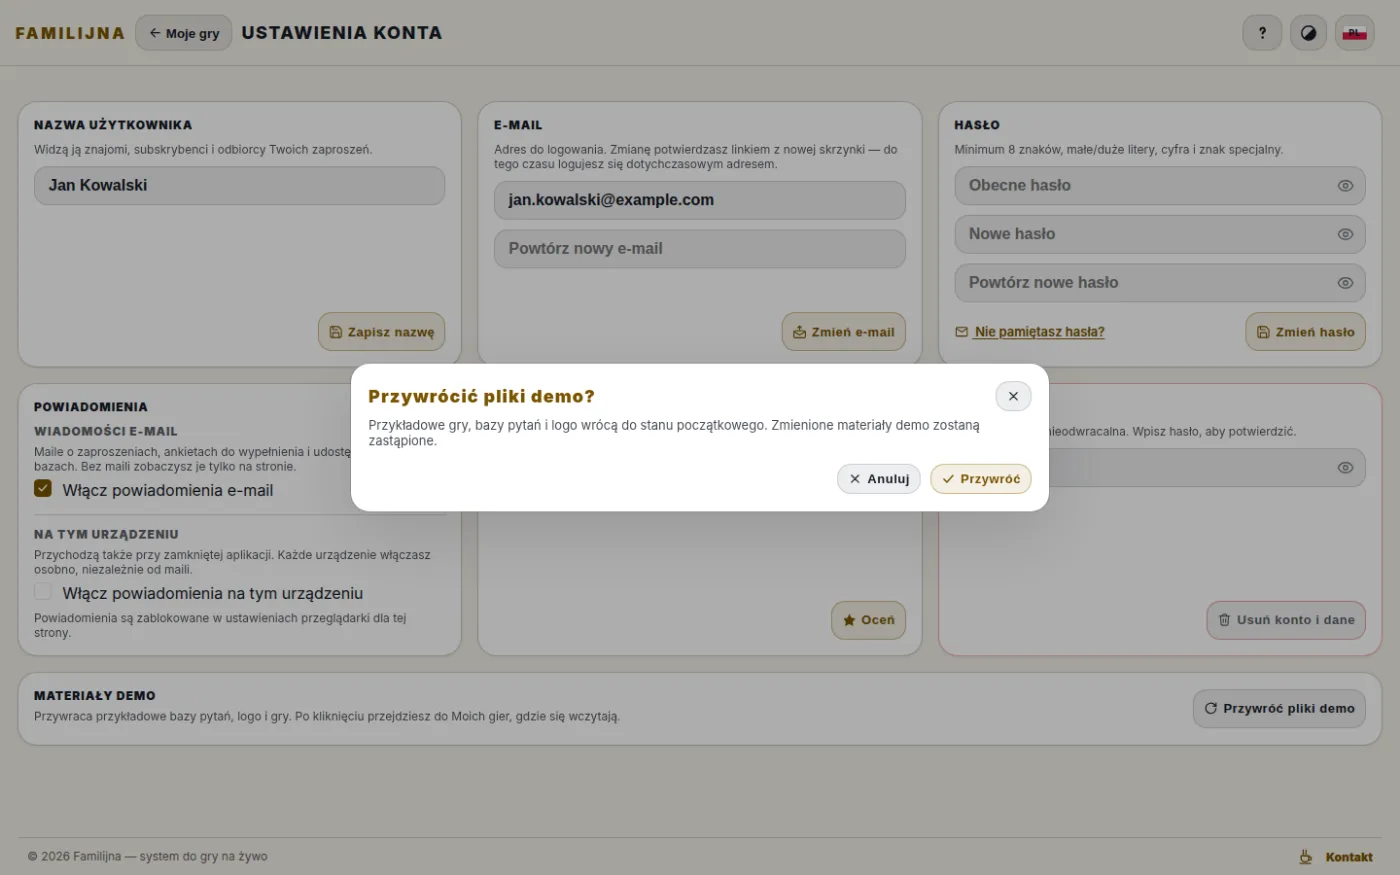 FAMILIJNA
Moje gry
USTAWIENIA KONTA
?
PL
NAZWA UŻYTKOWNIKA
Widzą ją znajomi, subskrybenci i odbiorcy Twoich zaproszeń.
Jan Kowalski
Zapisz nazwę
E-MAIL
Adres do logowania. Zmianę potwierdzasz linkiem z nowej skrzynki — do
tego czasu logujesz się dotychczasowym adresem.
jan.kowalski@example.com
Powtórz nowy e-mail
Zmień e-mail
HASŁO
Minimum 8 znaków, małe/duże litery, cyfra i znak specjalny.
Obecne hasło
Nowe hasło
Powtórz nowe hasło
Nie pamiętasz hasła?
Zmień hasło
Przywrócić pliki demo?
Przykładowe gry, bazy pytań i logo wrócą do stanu początkowego. Zmienione materiały demo zostaną
zastąpione.
Anuluj
Przywróć
POWIADOMIENIA
WIADOMOŚCI E-MAIL
Maile o zaproszeniach, ankietach do wypełnienia i udostę
bazach. Bez maili zobaczysz je tylko na stronie.
Włącz powiadomienia e-mail
NA TYM URZĄDZENIU
Przychodzą także przy zamkniętej aplikacji. Każde urządzenie włączasz
osobno, niezależnie od maili.
Włącz powiadomienia na tym urządzeniu
Powiadomienia są zablokowane w ustawieniach przeglądarki dla tej
strony.
Oceń
nieodwracalna. Wpisz hasło, aby potwierdzić.
Usuń konto i dane
MATERIAŁY DEMO
Przywraca przykładowe bazy pytań, logo i gry. Po kliknięciu przejdziesz do Moich gier, gdzie się wczytają.
Przywróć pliki demo
© 2026 Familijna — system do gry na żywo
Kontakt